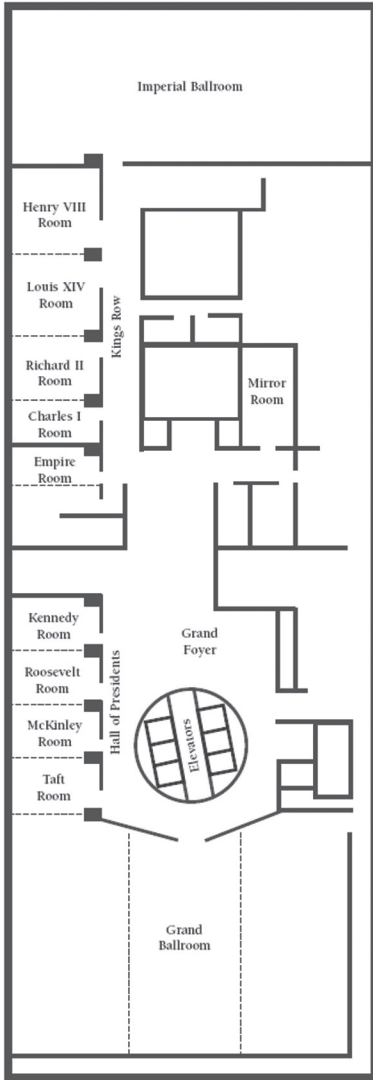 Imperial Ballroom
Henry VIII
Room
Louis XIV
Room
Kings Row
Richard II
Room
Mirror
Room
Charles I
Room
Empire
Room
Kennedy
Room
Hall of Presidents
Grand
Foyer
Roosevelt
Room
McKinley
Room
Elevators
Taft
Room
Grand
Ballroom